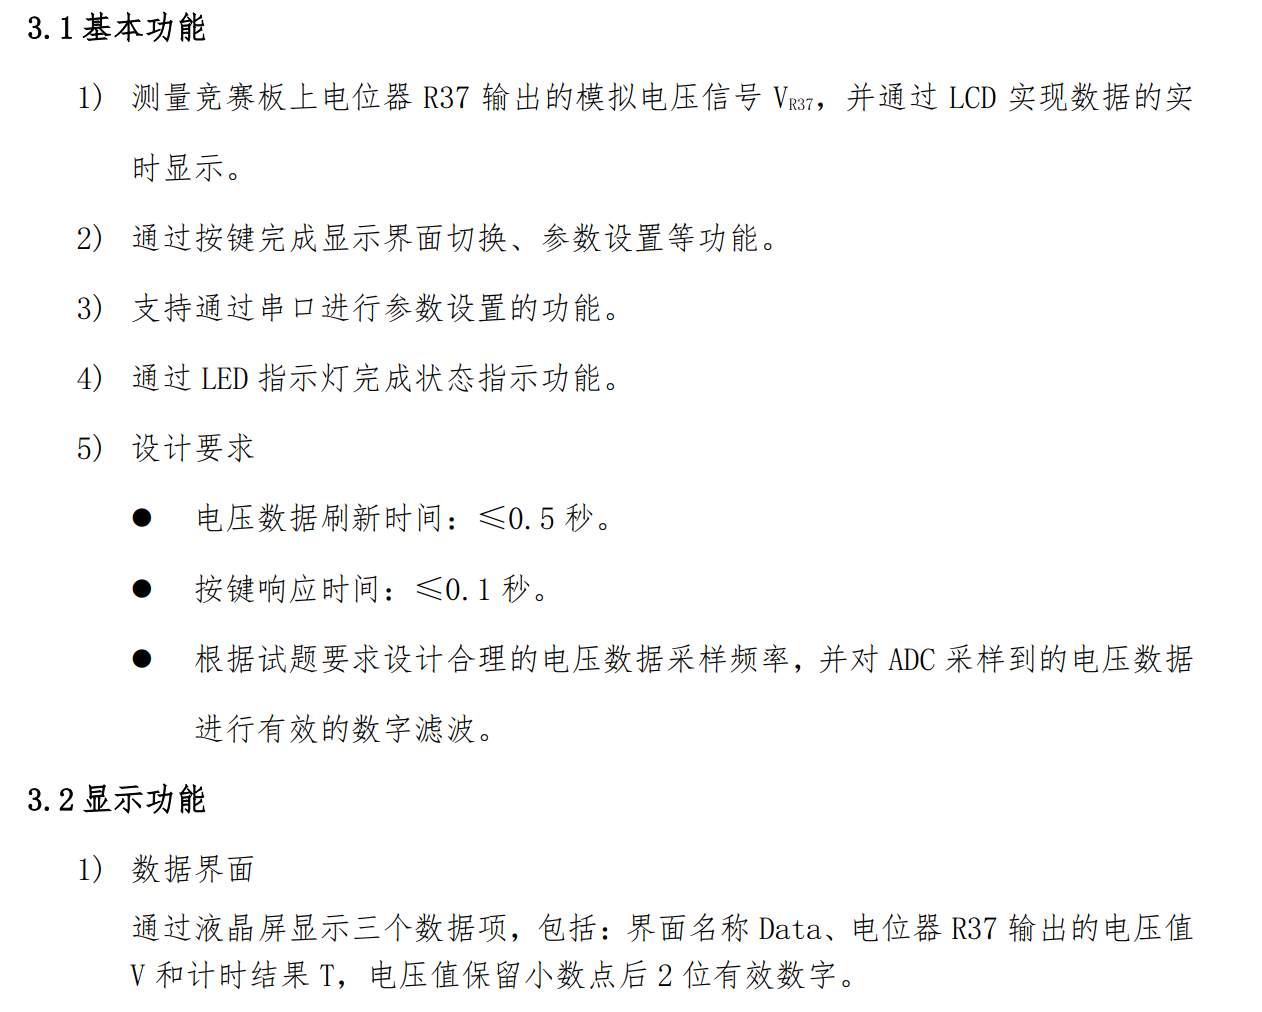 3.1 基本功能
1) 测量竞赛板上电位器 R37 输出的模拟电压信号 VR37，并通过 LCD 实现数据的实
时显示。
2) 通过按键完成显示界面切换、参数设置等功能。
3) 支持通过串口进行参数设置的功能。
4) 通过 LED 指示灯完成状态指示功能。
5) 设计要求
● 电压数据刷新时间：≤0.5 秒。
● 按键响应时间：≤0.1 秒。
● 根据试题要求设计合理的电压数据采样频率，并对 ADC 采样到的电压数据
进行有效的数字滤波。
3.2 显示功能
1) 数据界面
通过液晶屏显示三个数据项，包括：界面名称 Data、电位器 R37 输出的电压值
V 和计时结果 T，电压值保留小数点后 2 位有效数字。